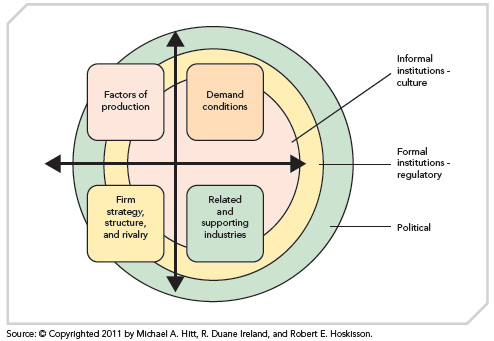 Factors of
production
Demand
conditions
Informal
institutions -
culture
Formal
institutions -
regulatory
Firm
strategy,
structure,
and rivalry
Related
and
supporting
industries
Political
Source: © Copyrighted 2011 by Michael A. Hitt, R. Duane Ireland, and Robert E. Hoskisson.